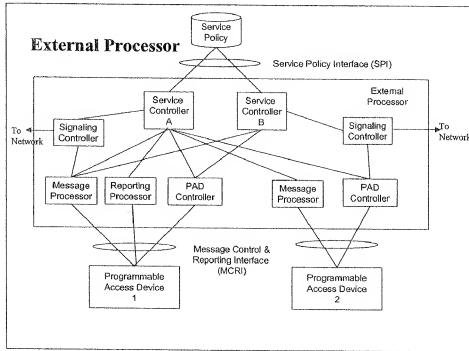 Service
Policy
External Processor
Service Policy Interface (SPI)
External
Processor
Service
Controller
A
Service
Controller
B
Signaling
Controller
Signaling
Controller
To
Network
To
Network
Message
Processor
Reporting
Processor
PAD
Controller
Message
Processor
PAD
Controller
Message Control &
Reporting Interface
(MCRI)
Programmable
Access Device
1
Programmable
Access Device
2